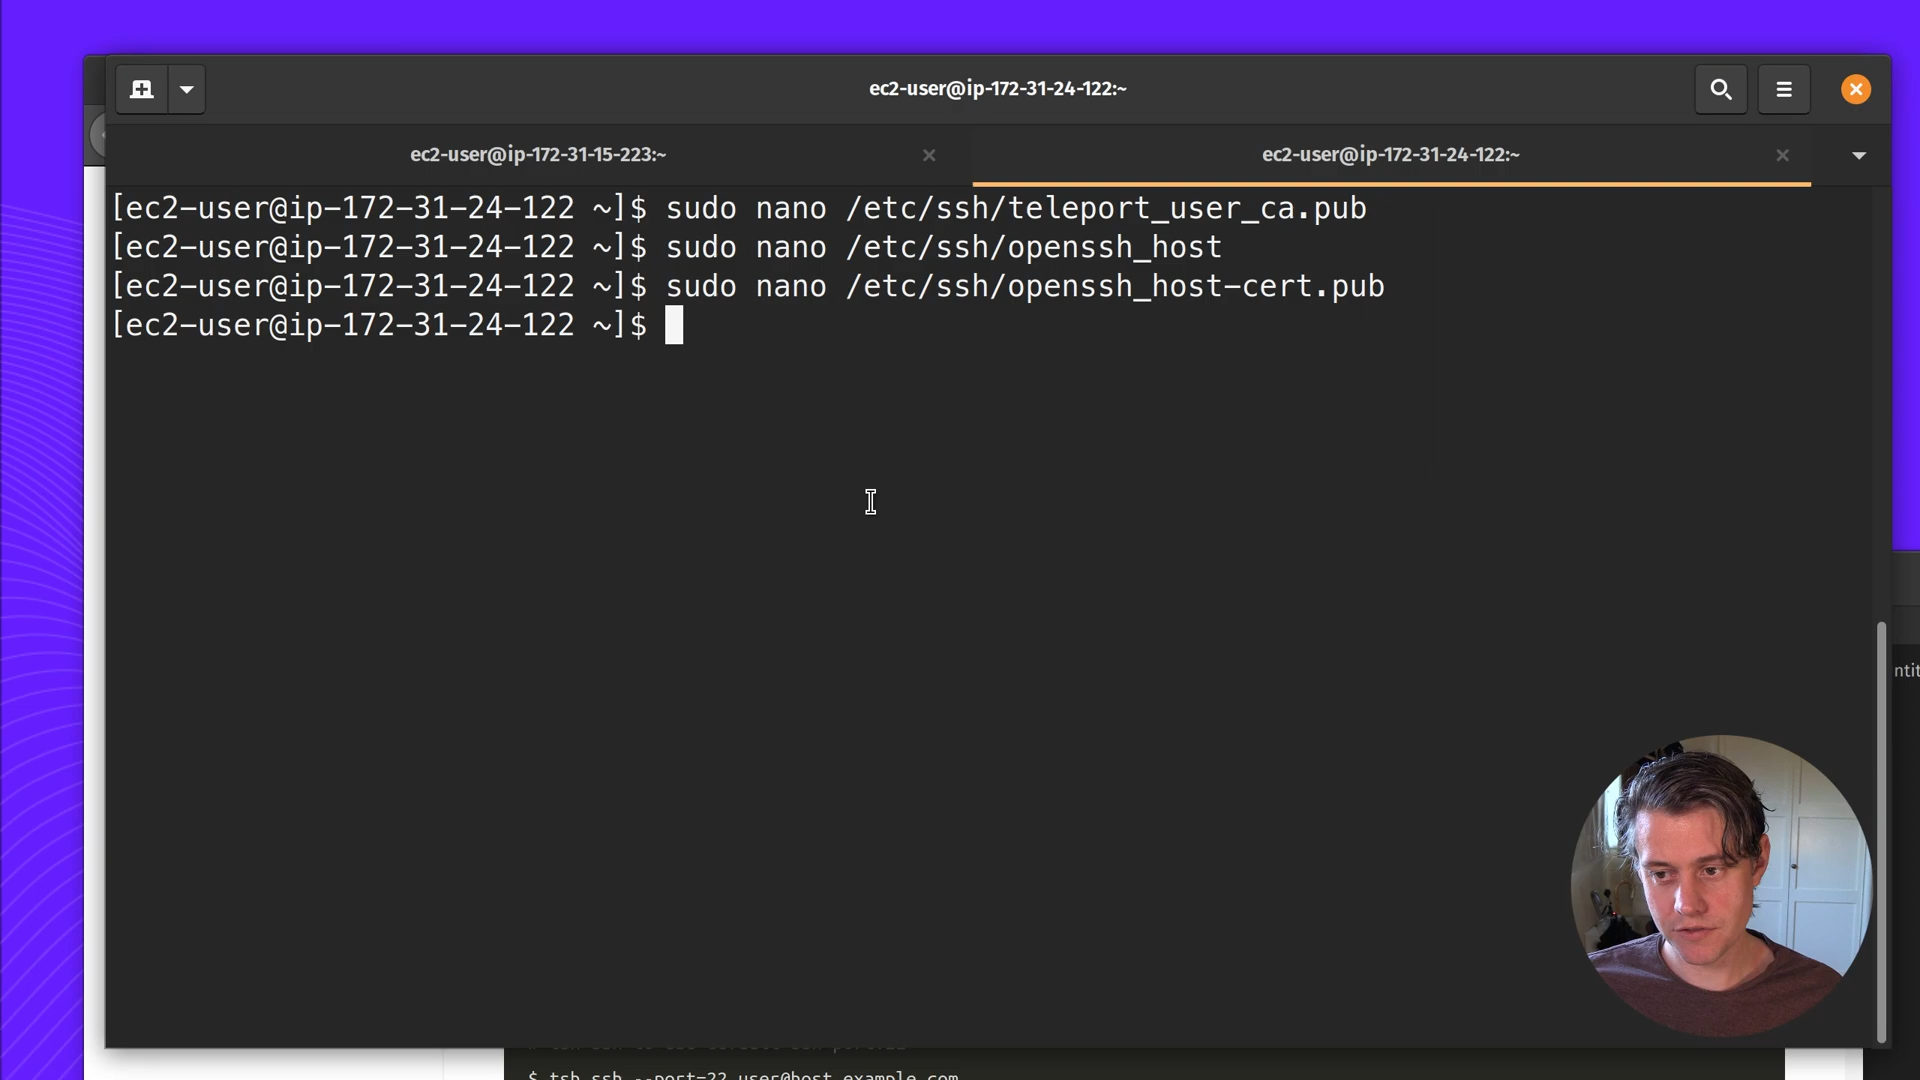 ec2-user@ip-172-31-24-122:~
ec2-user@ip-172-31-15-223:~
ec2-user@ip-172-31-24-122:~
[ec2-user@ip-172-31-24-122 ~]$ sudo nano /etc/ssh/teleport_user_ca.pub
[ec2-user@ip-172-31-24-122 ~]$ sudo nano /etc/ssh/openssh_host
[ec2-user@ip-172-31-24-122 ~]$ sudo nano /etc/ssh/openssh_host-cert.pub
[ec2-user@ip-172-31-24-122 ~]$
ntit
$ tsh ssh --port=22 user@host.example.com